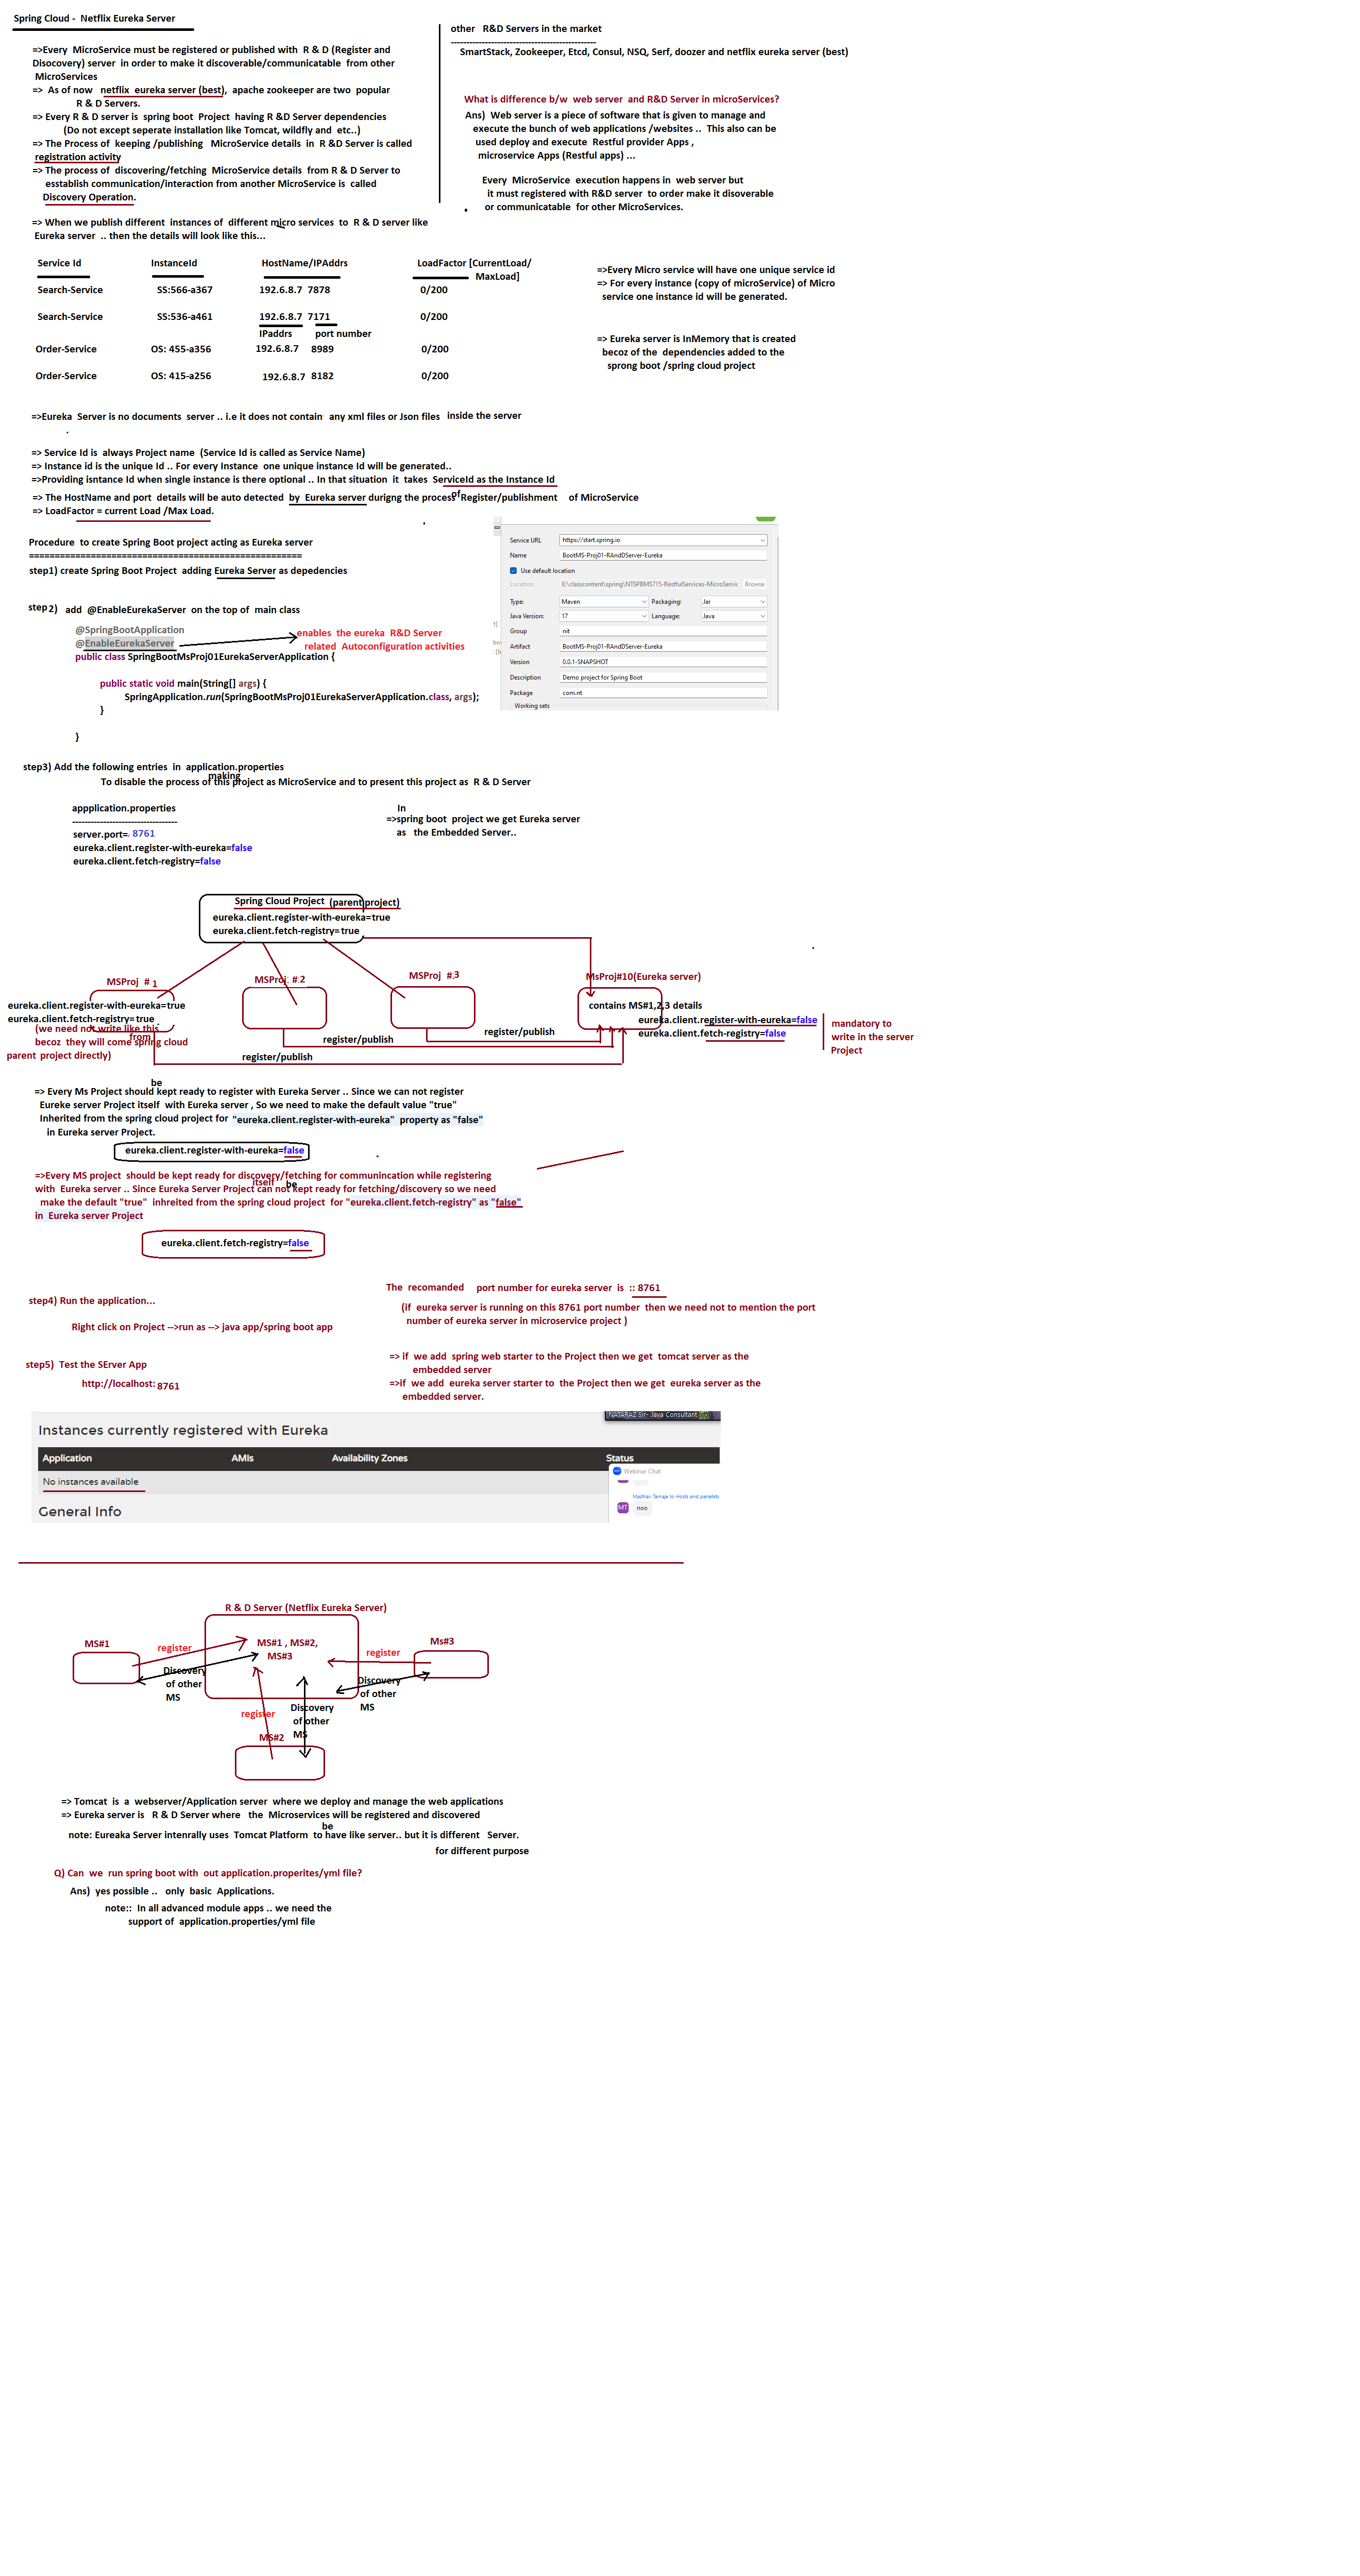 Spring Cloud -  Netflix Eureka Server
=>Every  MicroService must be registered or published with  R & D (Register and
Disocovery) server  in order to make it discoverable/communicatable  from other
MicroServices
=>  As of now   netflix  eureka server (best),  apache zookeeper are two  popular
R & D Servers.
=> Every R & D server is  spring boot  Project  having R &D Server dependencies
(Do not except seperate installation like Tomcat, wildfly and  etc..)
=> The Process of  keeping /publishing   MicroService details  in  R &D Server is called
registration activity
=> The process of  discovering/fetching  MicroService details  from R & D Server to
esstablish communication/interaction from another MicroService is  called
Discovery Operation.
other   R&D Servers in the market
-----------------------------------------------
SmartStack, Zookeeper, Etcd, Consul, NSQ, Serf, doozer and netflix eureka server (best)
What is difference b/w  web server  and R&D Server in microServices?
Ans)  Web server is a piece of software that is given to manage and
execute the bunch of web applications /websites ..  This also can be
used deploy and execute  Restful provider Apps ,
microservice Apps (Restful apps) ...
Every  MicroService  execution happens in  web server but
it must registered with R&D server  to order make it disoverable
or communicatable  for other MicroServices.
=> When we publish different  instances of  different micro services  to  R & D server like
Eureka server  .. then the details will look like this...
Service Id InstanceId HostName/IPAddrs LoadFactor [CurrentLoad/
MaxLoad]
Search-Service SS:566-a367 192.6.8.7  7878 0/200
Search-Service SS:536-a461 192.6.8.7  7171 0/200
IPaddrs port number
Order-Service OS: 455-a356 192.6.8.7 8989 0/200
Order-Service OS: 415-a256 192.6.8.7 8182 0/200
=>Every Micro service will have one unique service id
=> For every instance (copy of microService) of Micro
service one instance id will be generated.
=> Eureka server is InMemory that is created
becoz of the  dependencies added to the
sprong boot /spring cloud project
=>Eureka  Server is no documents  server .. i.e it does not contain  any xml files or Json files   inside the server
=> Service Id is  always Project name  (Service Id is called as Service Name)
=> Instance id is the unique Id .. For every Instance  one unique instance Id will be generated..
=>Providing isntance Id when single instance is there optional .. In that situation  it  takes  ServiceId as the Instance Id
of
=> The HostName and port  details will be auto detected  by  Eureka server durigng the process Register/publishment    of MicroService
=> LoadFactor = current Load /Max Load.
Procedure  to create Spring Boot project acting as Eureka server
====================================================
step1) create Spring Boot Project  adding Eureka Server as depedencies
step 2)   add  @EnableEurekaServer  on the top of  main class
@SpringBootApplication
@EnableEurekaServer
public class SpringBootMsProj01EurekaServerApplication {
public static void main(String[] args) {
SpringApplication.run(SpringBootMsProj01EurekaServerApplication.class, args);
}
}
enables  the eureka  R&D Server
related  Autoconfiguration activities
Service URL https://start.spring.io
Name BootMS-Proj01-RAndDServer-Eureka
Use default location
Location E:\classcontent\spring\NTSPBMS715-RestfulServices-MicroServic Browse
Type: Maven Packaging: Jar
Java Version: 17 Language: Java
Group nit
Artifact BootMS-Proj01-RAndDServer-Eureka
Version 0.0.1-SNAPSHOT
Description Demo project for Spring Boot
Package com.nt
Working sets
step3) Add the following entries  in  application.properties
making
To disable the process of this project as MicroService and to present this project as  R & D Server
appplication.properties
----------------------------------
server.port= 8761
eureka.client.register-with-eureka=false
eureka.client.fetch-registry=false
In
=>spring boot  project we get Eureka server
as   the Embedded Server..
Spring Cloud Project (parent project)
eureka.client.register-with-eureka=true
eureka.client.fetch-registry=true
MSProj  # 1
MSProj  # 2
MSProj  # 3
MsProj#10(Eureka server)
eureka.client.register-with-eureka=true
eureka.client.fetch-registry=true
(we need not write like this
from
becoz  they will come spring cloud
parent  project directly)
register/publish
register/publish
register/publish
contains MS#1,2,3 details
eureka.client.register-with-eureka=false
eureka.client.fetch-registry=false
mandatory to
write in the server
Project
be
=> Every Ms Project should kept ready to register with Eureka Server .. Since we can not register
Eureke server Project itself  with Eureka server , So we need to make the default value "true"
Inherited from the spring cloud project for  "eureka.client.register-with-eureka"  property as "false"
in Eureka server Project.
eureka.client.register-with-eureka=false
=>Every MS project  should be kept ready for discovery/fetching for communincation while registering
itself be
with  Eureka server .. Since Eureka Server Project can not kept ready for fetching/discovery so we need
make the default "true"  inhreited from the spring cloud project  for "eureka.client.fetch-registry" as "false"
in  Eureka server Project
eureka.client.fetch-registry=false
step4) Run the application...
Right click on Project -->run as --> java app/spring boot app
step5)  Test the SErver App
http://localhost: 8761
The  recomanded    port number for eureka server  is  :: 8761
(if  eureka server is running on this 8761 port number  then we need not to mention the port
number of eureka server in microservice project )
=> if  we add  spring web starter to the Project then we get  tomcat server as the
embedded server
=>if  we add  eureka server starter to  the Project then we get  eureka server as the
embedded server.
NATARAZ Sir- Java Consultant
Instances currently registered with Eureka
Application AMIs Availability Zones Status
No instances available
General Info
Webinar Chat
Madhav Tamaje to Hosts and panelists
MT noo
R & D Server (Netflix Eureka Server)
MS#1
register
MS#1 , MS#2,
MS#3
Ms#3
register
Discovery
of other
MS
Discovery
of other
MS
register
Discovery
of other
MS
MS#2
=> Tomcat  is  a  webserver/Application server  where we deploy and manage the web applications
=> Eureka server is   R & D Server where   the  Microservices will be registered and discovered
be
note: Eureaka Server intenrally uses  Tomcat Platform  to have like server.. but it is different   Server.
for different purpose
Q) Can  we  run spring boot with  out application.properites/yml file?
Ans)  yes possible ..   only  basic  Applications.
note::  In all advanced module apps .. we need the
support of  application.properties/yml file